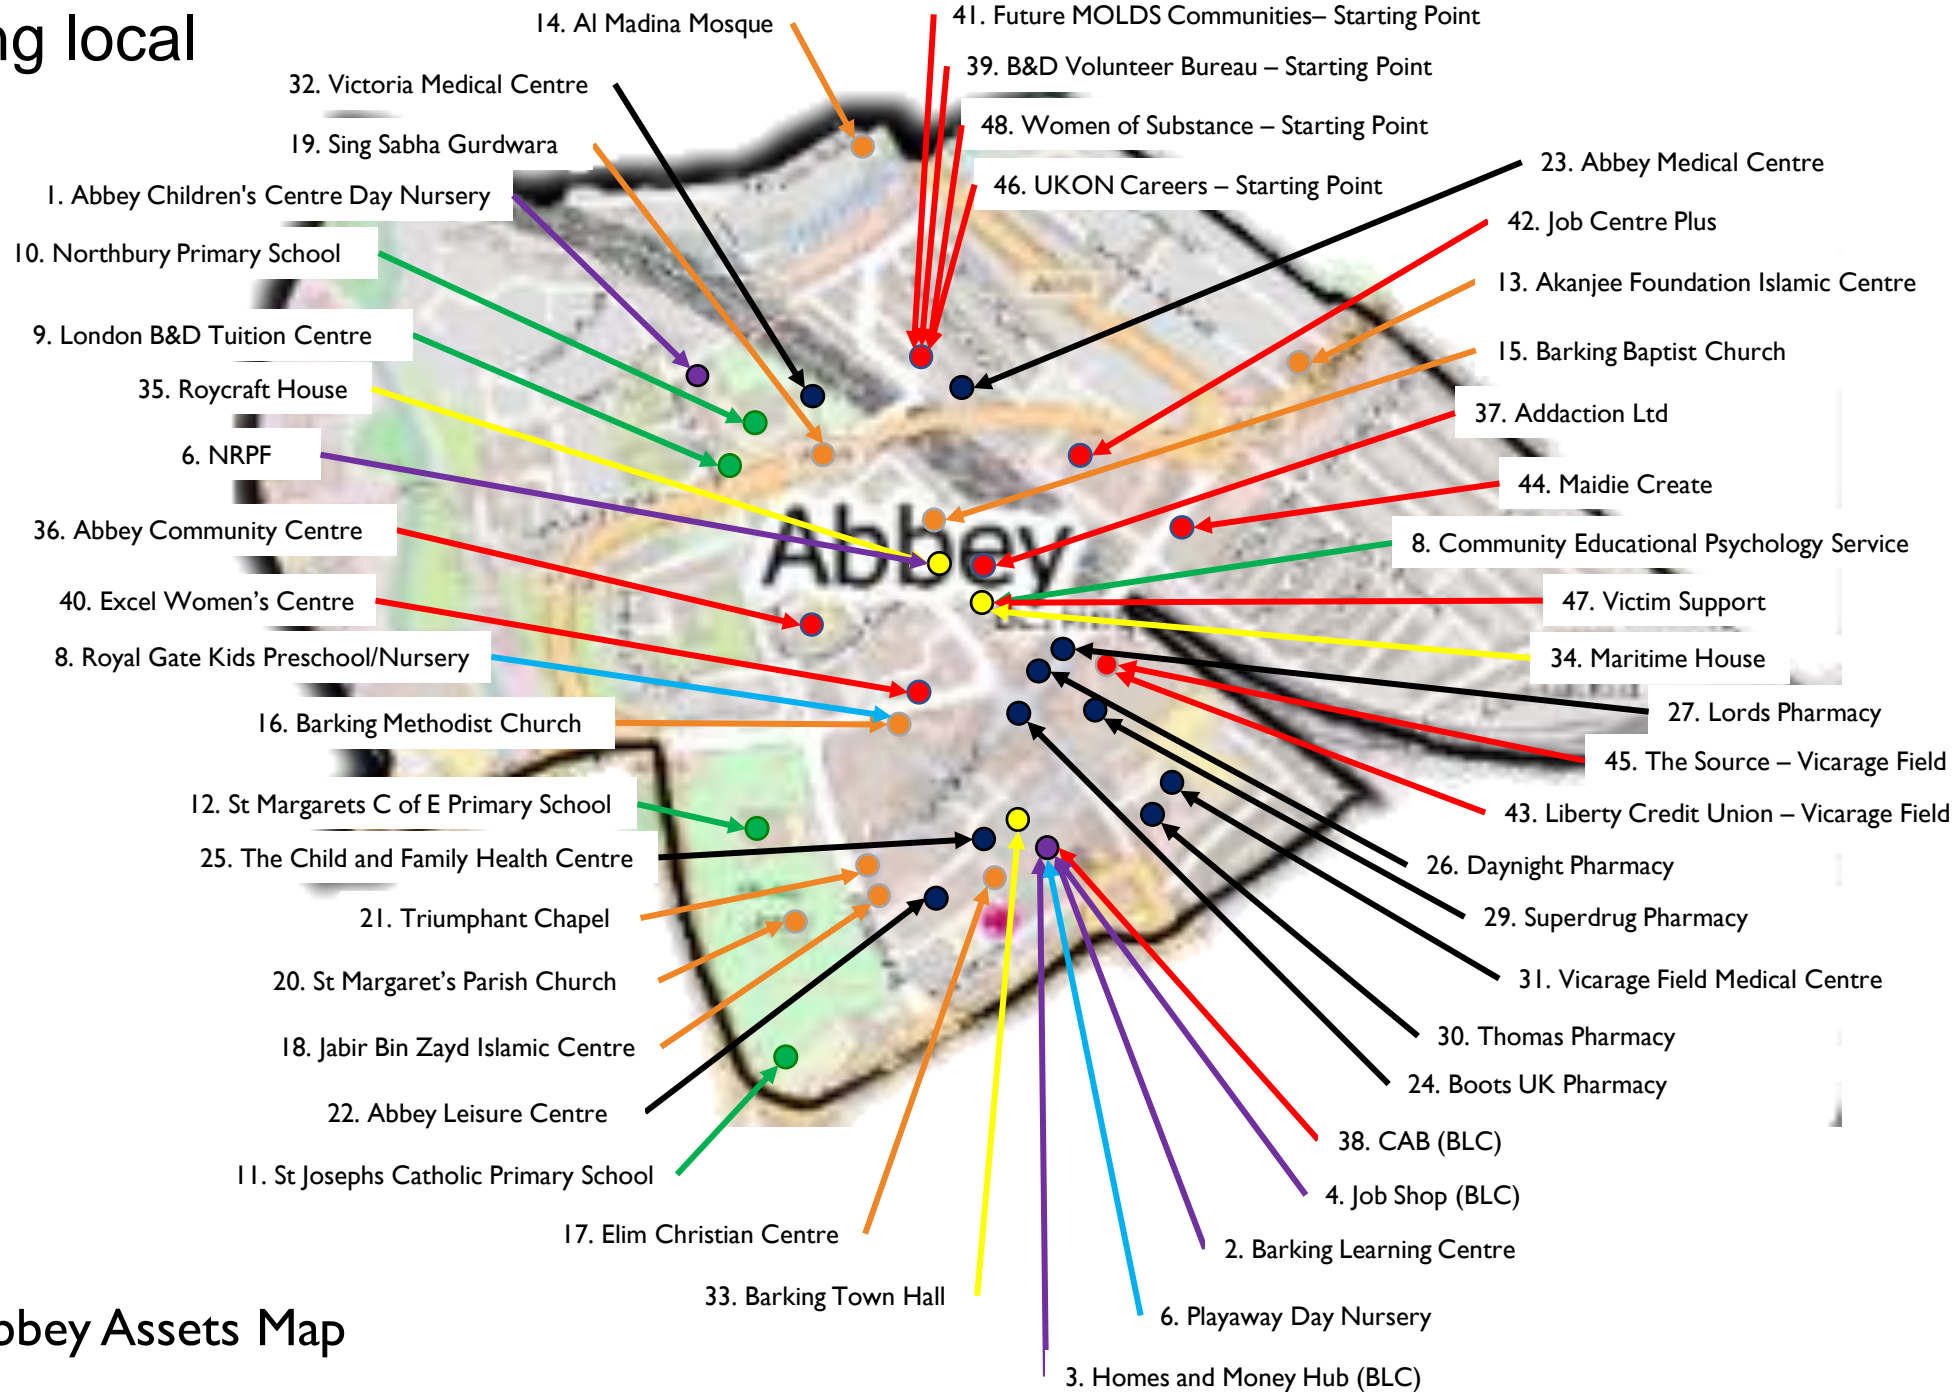 ng local
14. Al Madina Mosque
41. Future MOLDS Communities– Starting Point
39. B&D Volunteer Bureau – Starting Point
32. Victoria Medical Centre
48. Women of Substance – Starting Point
19. Sing Sabha Gurdwara
23. Abbey Medical Centre
1. Abbey Children's Centre Day Nursery
46. UKON Careers – Starting Point
42. Job Centre Plus
10. Northbury Primary School
13. Akanjee Foundation Islamic Centre
9. London B&D Tuition Centre
15. Barking Baptist Church
35. Roycraft House
37. Addaction Ltd
6. NRPF
44. Maidie Create
Abbey
36. Abbey Community Centre
8. Community Educational Psychology Service
40. Excel Women’s Centre
47. Victim Support
8. Royal Gate Kids Preschool/Nursery
34. Maritime House
16. Barking Methodist Church
27. Lords Pharmacy
45. The Source – Vicarage Field
12. St Margarets C of E Primary School
43. Liberty Credit Union – Vicarage Field
25. The Child and Family Health Centre
26. Daynight Pharmacy
21. Triumphant Chapel
29. Superdrug Pharmacy
20. St Margaret’s Parish Church
31. Vicarage Field Medical Centre
18. Jabir Bin Zayd Islamic Centre
30. Thomas Pharmacy
22. Abbey Leisure Centre
24. Boots UK Pharmacy
38. CAB (BLC)
11. St Josephs Catholic Primary School
4. Job Shop (BLC)
17. Elim Christian Centre
2. Barking Learning Centre
33. Barking Town Hall
6. Playaway Day Nursery
bbey Assets Map
3. Homes and Money Hub (BLC)